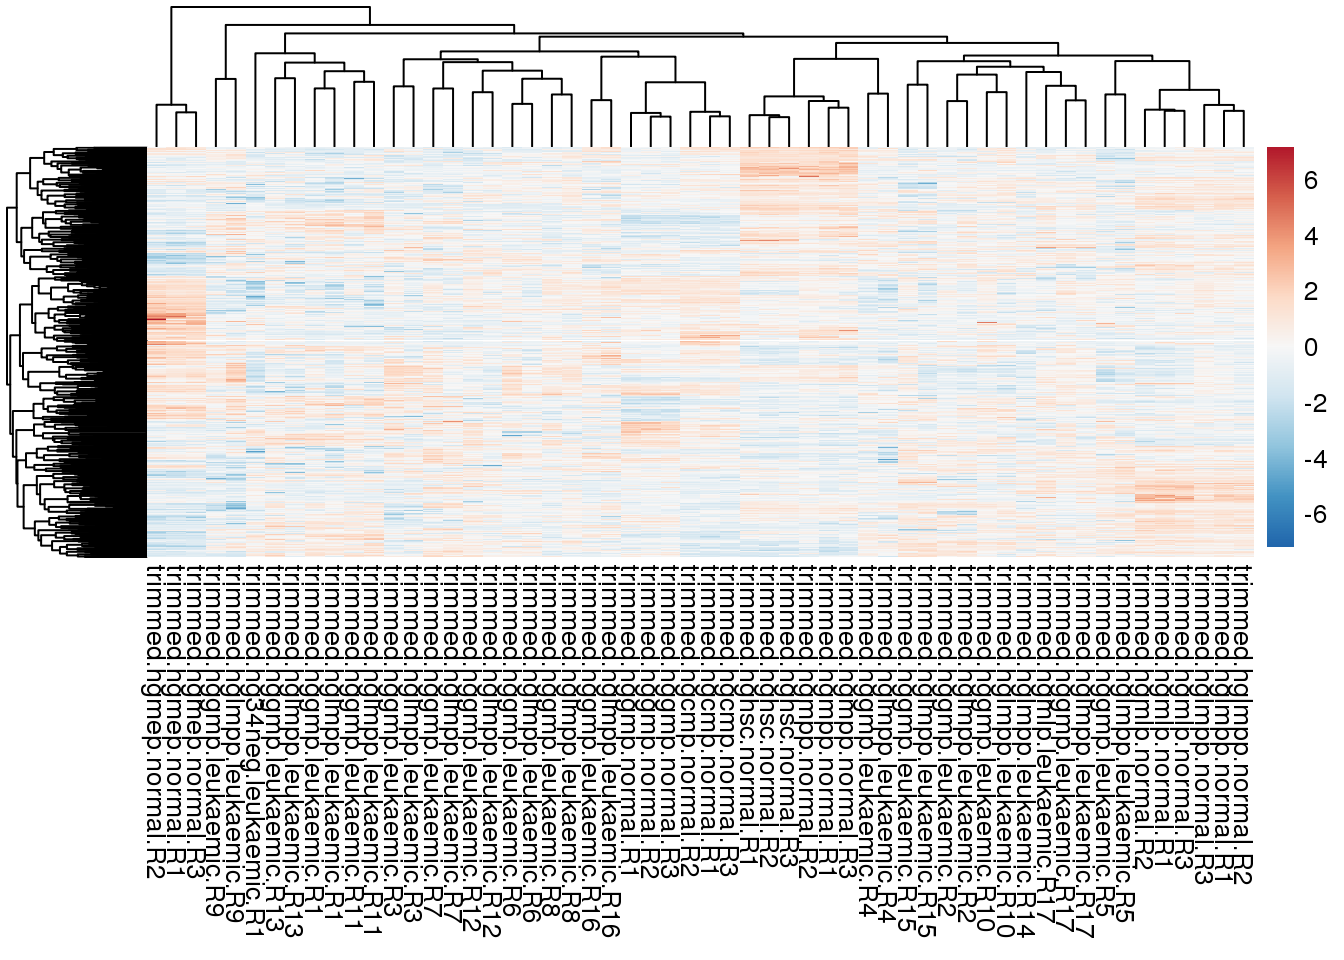 6
4
2
0
-2
-4
-6
trimmed.hgmep.normal.R2
trimmed.hgmep.normal.R1
trimmed.hgmep.normal.R3
trimmed.hggmp.leukaemic.R9
trimmed.hglmpp.leukaemic.R9
trimmed.hg34neg.leukaemic.R1
trimmed.hggmp.leukaemic.R13
trimmed.hglmpp.leukaemic.R13
trimmed.hggmp.leukaemic.R1
trimmed.hglmpp.leukaemic.R1
trimmed.hggmp.leukaemic.R11
trimmed.hglmpp.leukaemic.R11
trimmed.hggmp.leukaemic.R3
trimmed.hglmpp.leukaemic.R3
trimmed.hggmp.leukaemic.R7
trimmed.hglmpp.leukaemic.R7
trimmed.hggmp.leukaemic.R12
trimmed.hglmpp.leukaemic.R12
trimmed.hggmp.leukaemic.R6
trimmed.hglmpp.leukaemic.R6
trimmed.hggmp.leukaemic.R8
trimmed.hglmpp.leukaemic.R8
trimmed.hggmp.leukaemic.R16
trimmed.hglmpp.leukaemic.R16
trimmed.hggmp.normal.R1
trimmed.hggmp.normal.R2
trimmed.hggmp.normal.R3
trimmed.hgcmp.normal.R2
trimmed.hgcmp.normal.R1
trimmed.hgcmp.normal.R3
trimmed.hghsc.normal.R1
trimmed.hghsc.normal.R2
trimmed.hghsc.normal.R3
trimmed.hgmpp.normal.R2
trimmed.hgmpp.normal.R1
trimmed.hgmpp.normal.R3
trimmed.hggmp.leukaemic.R4
trimmed.hglmpp.leukaemic.R4
trimmed.hggmp.leukaemic.R15
trimmed.hglmpp.leukaemic.R15
trimmed.hggmp.leukaemic.R2
trimmed.hglmpp.leukaemic.R2
trimmed.hggmp.leukaemic.R10
trimmed.hglmpp.leukaemic.R10
trimmed.hglmpp.leukaemic.R14
trimmed.hgmlp.leukaemic.R17
trimmed.hggmp.leukaemic.R17
trimmed.hglmpp.leukaemic.R17
trimmed.hggmp.leukaemic.R5
trimmed.hglmpp.leukaemic.R5
trimmed.hgmlp.normal.R2
trimmed.hgmlp.normal.R1
trimmed.hgmlp.normal.R3
trimmed.hglmpp.normal.R3
trimmed.hglmpp.normal.R1
trimmed.hglmpp.normal.R2